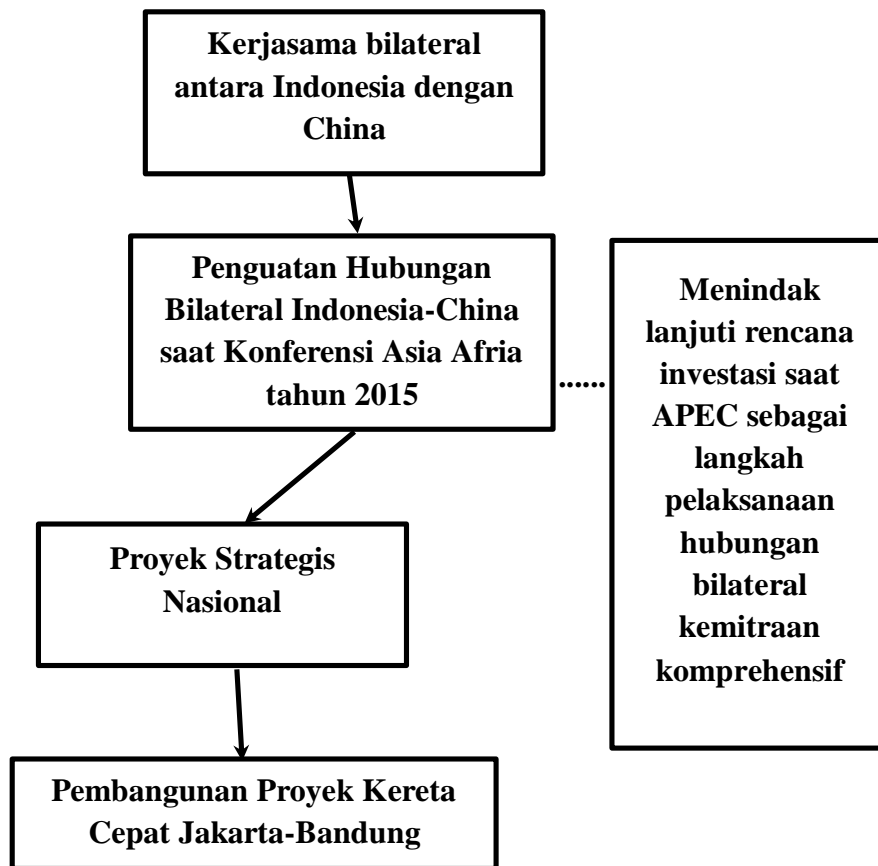 Kerjasama bilateral
antara Indonesia dengan
China
Penguatan Hubungan
Bilateral Indonesia-China
saat Konferensi Asia Afria
tahun 2015
......
Menindak
lanjuti rencana
investasi saat
APEC sebagai
langkah
pelaksanaan
hubungan
bilateral
kemitraan
komprehensif
Proyek Strategis
Nasional
Pembangunan Proyek Kereta
Cepat Jakarta-Bandung